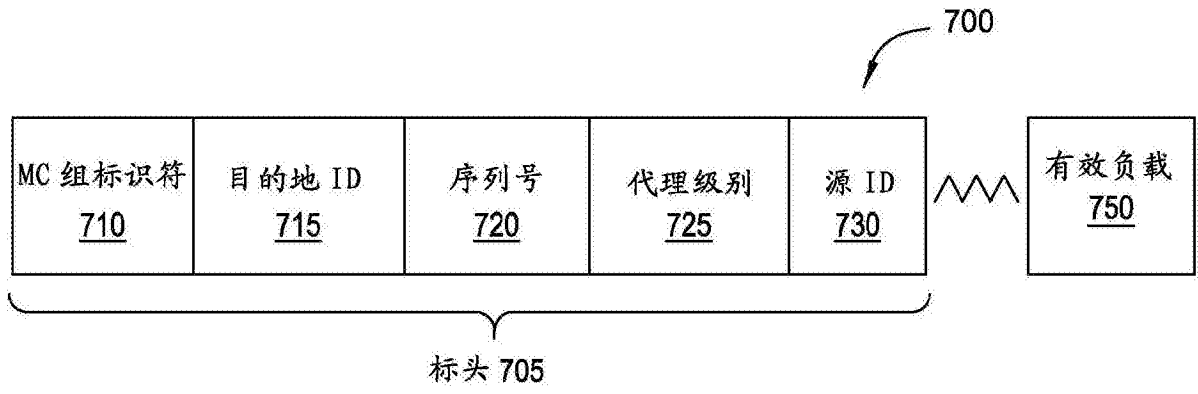 700
MC 组标识符
710
目的地 ID
715
序列号
720
代理级别
725
源 ID
730
有效负载
750
标头 705